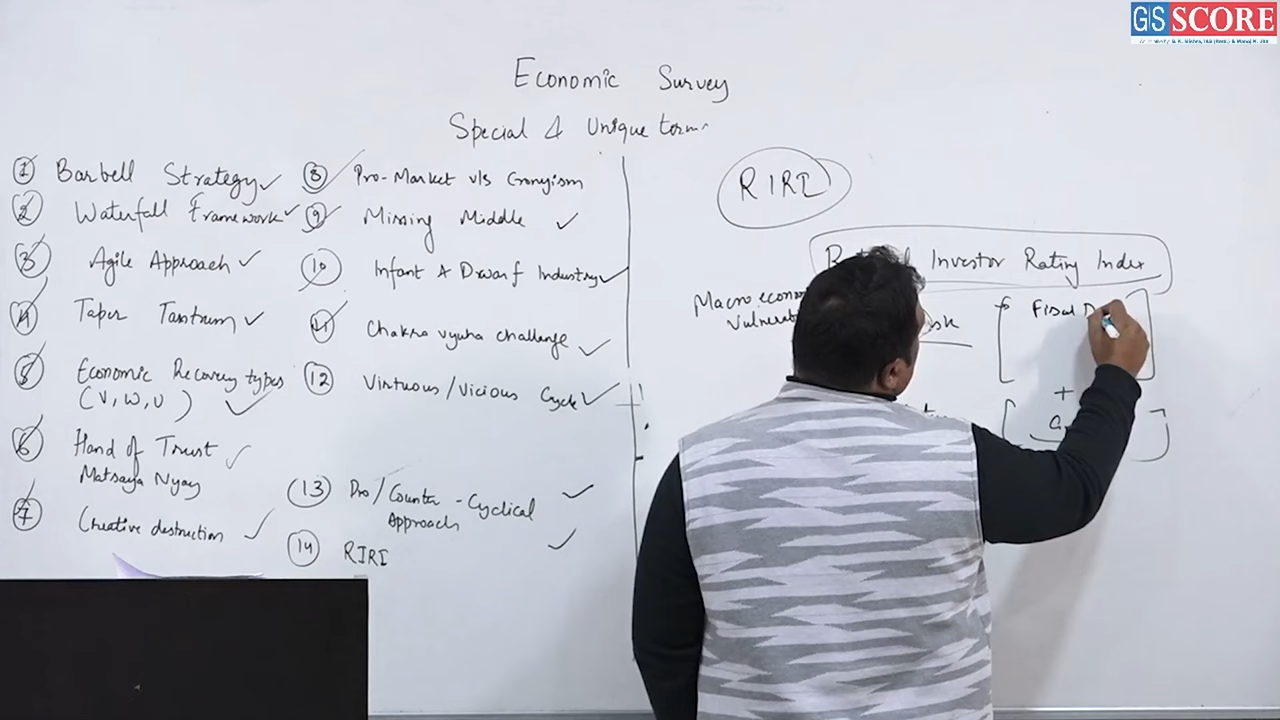 GS SCORE
Economic Survey
Special & Unique
1 Barbell Strategy ✓
2 Waterfall Framework ✓
3 Agile Approach ✓
4 Taper Tantrum ✓
5 Economic Recovery types
(V, W, U) ✓
6 Hand of Trust ✓
Matsaya Nyay
7 Creative destruction ✓
8 Pro-Market v/s Cronyism
9 Missing Middle ✓
10 Infant & Dwarf Industry ✓
11 Chakra vyuha challenge ✓
12 Virtuous/Vicious Cycle ✓
13 Pro/Counter-Cyclical ✓
Approach
14 RIRI ✓
RIRI
Investor Rating Index
Macro
Fiscal D
+